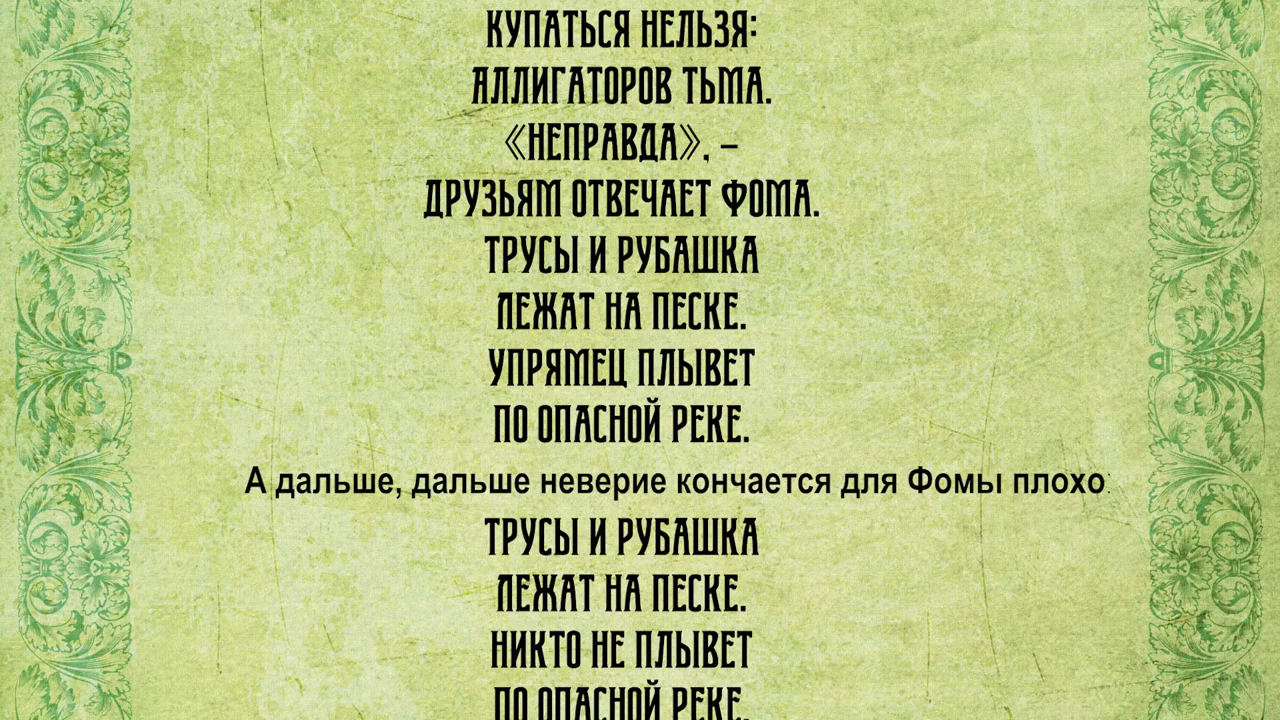 КУПАТЬСЯ НЕЛЬЗЯ:
АЛЛИГАТОРОВ ТЬМА.
«НЕПРАВДА», –
ДРУЗЬЯМ ОТВЕЧАЕТ ФОМА.
ТРУСЫ И РУБАШКА
ЛЕЖАТ НА ПЕСКЕ.
УПРЯМЕЦ ПЛЫВЕТ
ПО ОПАСНОЙ РЕКЕ.
А дальше, дальше неверие кончается для Фомы плохо:
ТРУСЫ И РУБАШКА
ЛЕЖАТ НА ПЕСКЕ.
НИКТО НЕ ПЛЫВЕТ
ПО ОПАСНОЙ РЕКЕ.